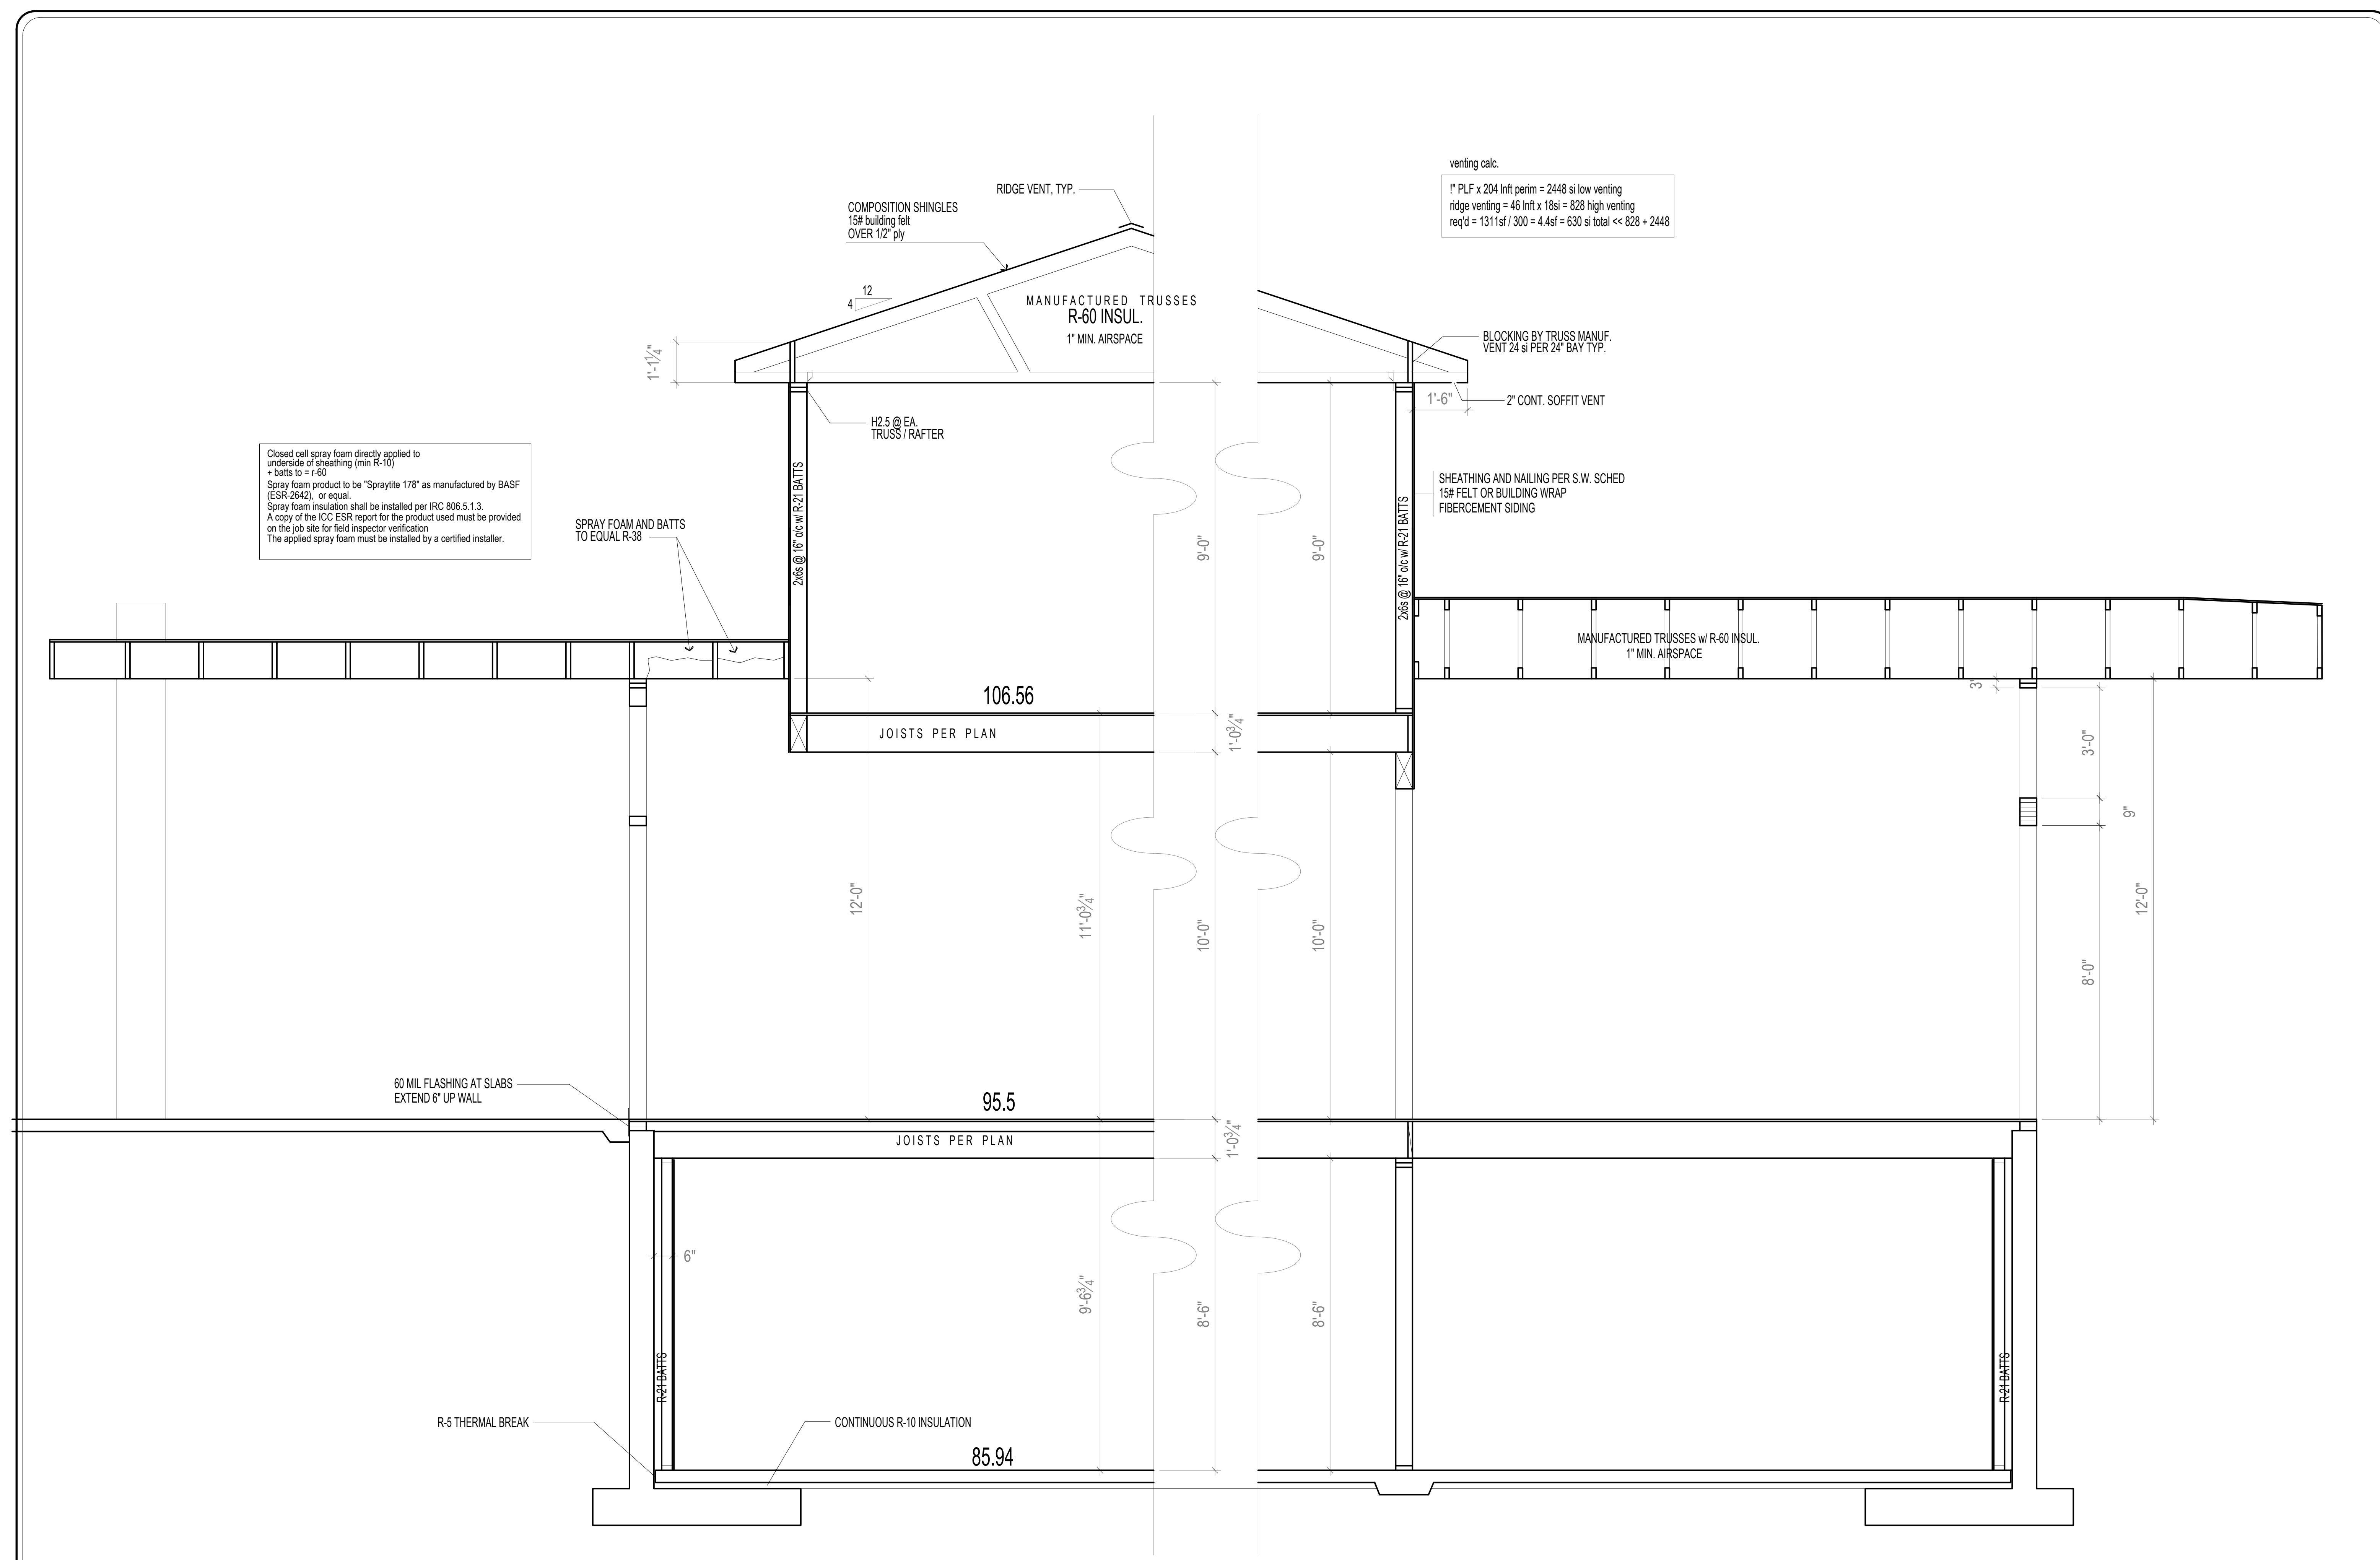 venting calc.
!" PLF x 204 lnft perim = 2448 si low venting
ridge venting = 46 lnft x 18si = 828 high venting
req'd = 1311sf / 300 = 4.4sf = 630 si total << 828 + 2448
RIDGE VENT, TYP.
COMPOSITION SHINGLES
15# building felt
OVER 1/2" ply
12
4
MANUFACTURED TRUSSES
R-60 INSUL.
1" MIN. AIRSPACE
1'-1¼"
BLOCKING BY TRUSS MANUF.
VENT 24 si PER 24" BAY TYP.
1'-6"
2" CONT. SOFFIT VENT
H2.5 @ EA.
TRUSS / RAFTER
Closed cell spray foam directly applied to
underside of sheathing (min R-10)
+ batts to = r-60
Spray foam product to be "Spraytite 178" as manufactured by BASF
(ESR-2642), or equal.
Spray foam insulation shall be installed per IRC 806.5.1.3.
A copy of the ICC ESR report for the product used must be provided
on the job site for field inspector verification
The applied spray foam must be installed by a certified installer.
SPRAY FOAM AND BATTS
TO EQUAL R-38
2x6s @ 16" o/c w/ R-21 BATTS
9'-0"
9'-0"
2x6s @ 16" o/c w/ R-21 BATTS
SHEATHING AND NAILING PER S.W. SCHED
15# FELT OR BUILDING WRAP
FIBERCEMENT SIDING
MANUFACTURED TRUSSES w/ R-60 INSUL.
1" MIN. AIRSPACE
3"
106.56
JOISTS PER PLAN
1'-0¾"
3'-0"
9"
12'-0"
11'-0¾"
10'-0"
10'-0"
8'-0"
12'-0"
60 MIL FLASHING AT SLABS
EXTEND 6" UP WALL
95.5
JOISTS PER PLAN
1'-0¾"
6"
9'-6¾"
8'-6"
8'-6"
R-21 BATTS
R-21 BATTS
R-5 THERMAL BREAK
CONTINUOUS R-10 INSULATION
85.94